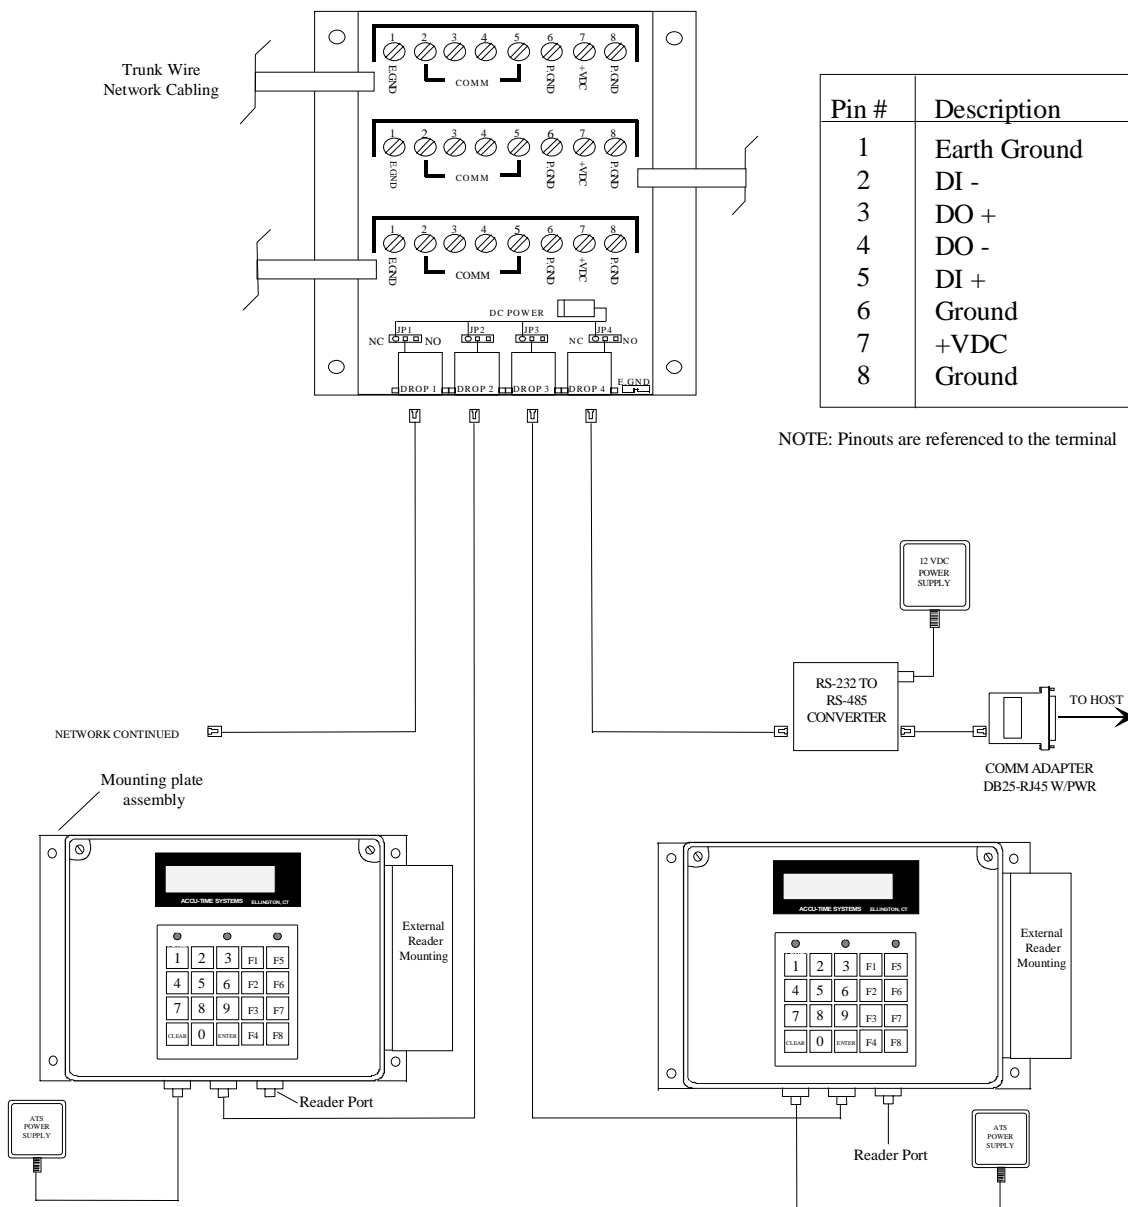 Trunk Wire
Network Cabling
1 2 3 4 5 6 7 8
E.GND COMM P.GND +VDC P.GND
1 2 3 4 5 6 7 8
E.GND COMM P.GND +VDC P.GND
1 2 3 4 5 6 7 8
E.GND COMM P.GND +VDC P.GND
DC POWER
JP1 JP2 JP3 JP4
NC NO NC NO
DROP 1 DROP 2 DROP 3 DROP 4 E.GND
Pin # Description
1 Earth Ground
2 DI -
3 DO +
4 DO -
5 DI +
6 Ground
7 +VDC
8 Ground
NOTE: Pinouts are referenced to the terminal
12 VDC
POWER
SUPPLY
RS-232 TO
RS-485
CONVERTER
TO HOST
COMM ADAPTER
DB25-RJ45 W/PWR
NETWORK CONTINUED
Mounting plate
assembly
ACCU-TIME SYSTEMS ELLINGTON, CT
1 2 3 F1 F5
4 5 6 F2 F6
7 8 9 F3 F7
CLEAR 0 ENTER F4 F8
External
Reader
Mounting
Reader Port
ATS
POWER
SUPPLY
ACCU-TIME SYSTEMS ELLINGTON, CT
1 2 3 F1 F5
4 5 6 F2 F6
7 8 9 F3 F7
CLEAR 0 ENTER F4 F8
External
Reader
Mounting
Reader Port
ATS
POWER
SUPPLY